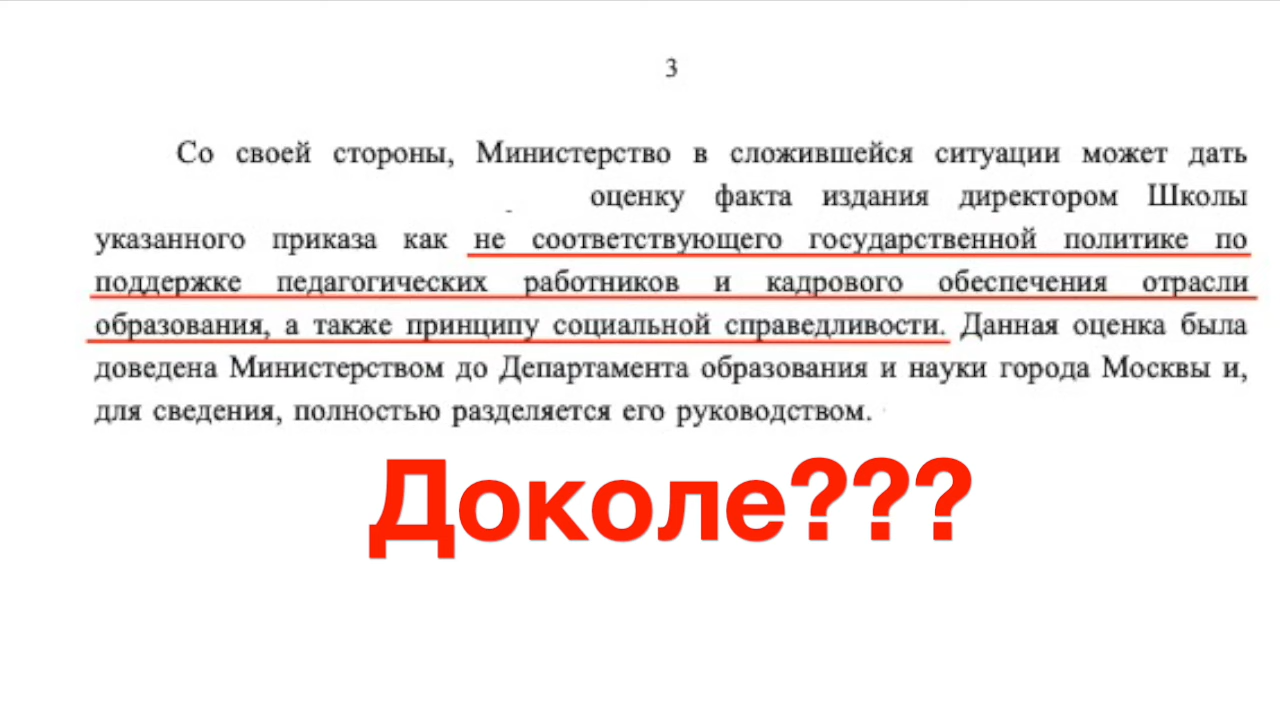 3
Со своей стороны, Министерство в сложившейся ситуации может дать
оценку факта издания директором Школы
указанного приказа как не соответствующего государственной политике по
поддержке педагогических работников и кадрового обеспечения отрасли
образования, а также принципу социальной справедливости. Данная оценка была
доведена Министерством до Департамента образования и науки города Москвы и,
для сведения, полностью разделяется его руководством.
Доколе???